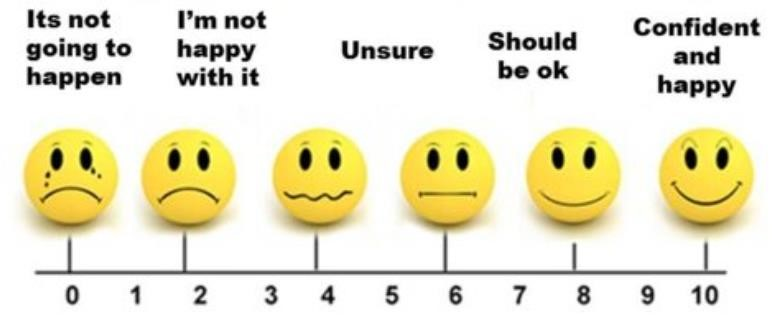 Its not
going to
happen
I'm not
happy
with it
Unsure
Should
be ok
Confident
and
happy
0 1 2 3 4 5 6 7 8 9 10